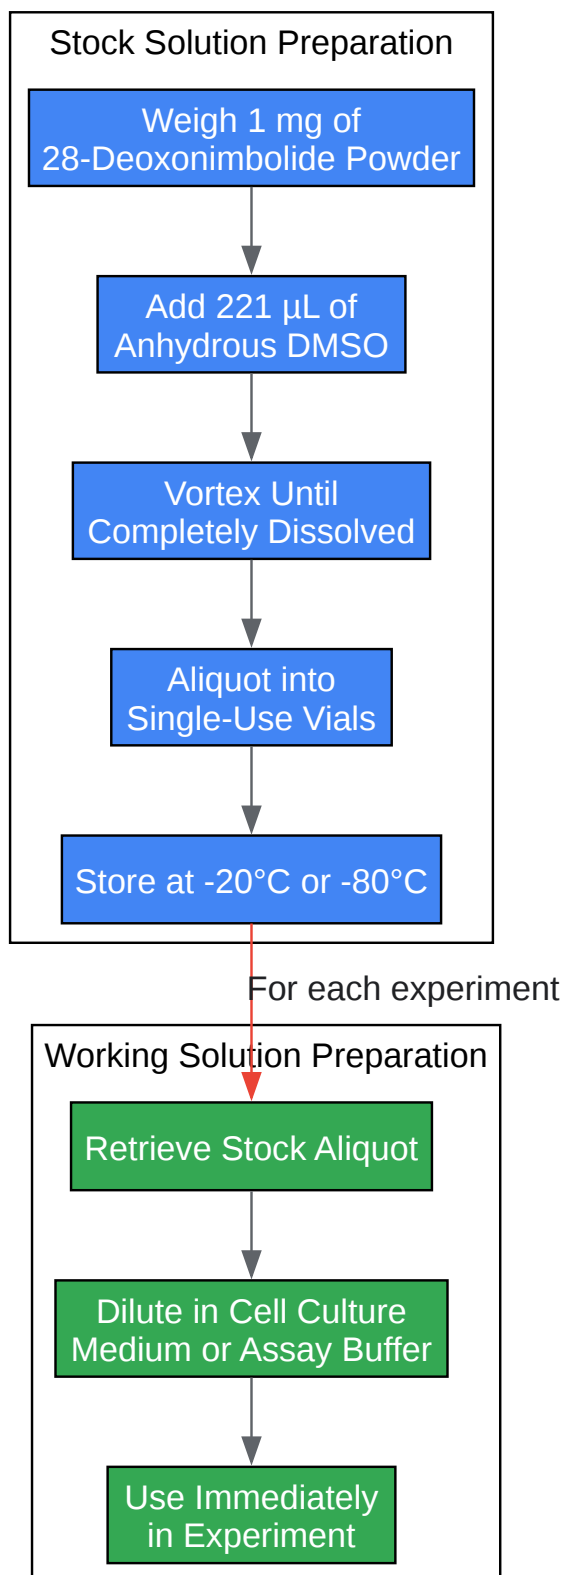 Stock Solution Preparation
Weigh 1 mg of
28-Deoxonimbolide Powder
Add 221 µL of
Anhydrous DMSO
Vortex Until
Completely Dissolved
Aliquot into
Single-Use Vials
Store at -20°C or -80°C
For each experiment
Working Solution Preparation
Retrieve Stock Aliquot
Dilute in Cell Culture
Medium or Assay Buffer
Use Immediately
in Experiment